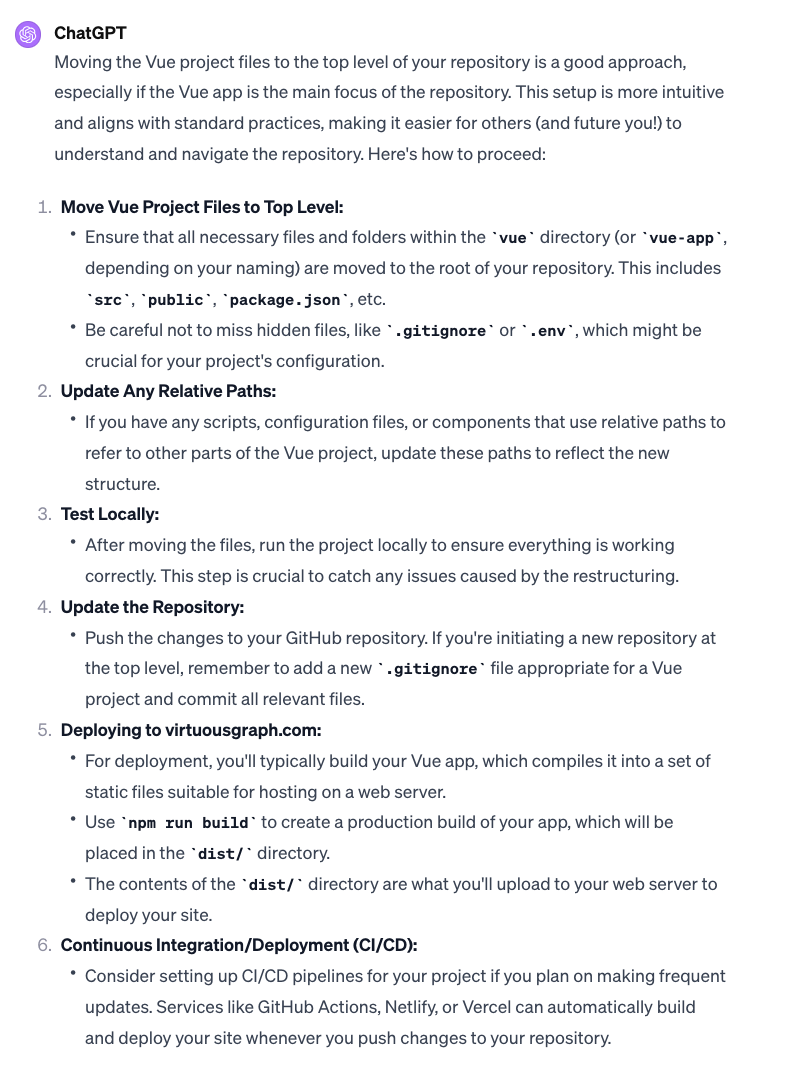 ChatGPT
Moving the Vue project files to the top level of your repository is a good approach,
especially if the Vue app is the main focus of the repository. This setup is more intuitive
and aligns with standard practices, making it easier for others (and future you!) to
understand and navigate the repository. Here's how to proceed:
1. Move Vue Project Files to Top Level:
• Ensure that all necessary files and folders within the `vue` directory (or `vue-app`,
depending on your naming) are moved to the root of your repository. This includes
`src`, `public`, `package.json`, etc.
• Be careful not to miss hidden files, like `.gitignore` or `.env`, which might be
crucial for your project's configuration.
2. Update Any Relative Paths:
• If you have any scripts, configuration files, or components that use relative paths to
refer to other parts of the Vue project, update these paths to reflect the new
structure.
3. Test Locally:
• After moving the files, run the project locally to ensure everything is working
correctly. This step is crucial to catch any issues caused by the restructuring.
4. Update the Repository:
• Push the changes to your GitHub repository. If you're initiating a new repository at
the top level, remember to add a new `.gitignore` file appropriate for a Vue
project and commit all relevant files.
5. Deploying to virtuousgraph.com:
• For deployment, you'll typically build your Vue app, which compiles it into a set of
static files suitable for hosting on a web server.
• Use `npm run build` to create a production build of your app, which will be
placed in the `dist/` directory.
• The contents of the `dist/` directory are what you'll upload to your web server to
deploy your site.
6. Continuous Integration/Deployment (CI/CD):
• Consider setting up CI/CD pipelines for your project if you plan on making frequent
updates. Services like GitHub Actions, Netlify, or Vercel can automatically build
and deploy your site whenever you push changes to your repository.